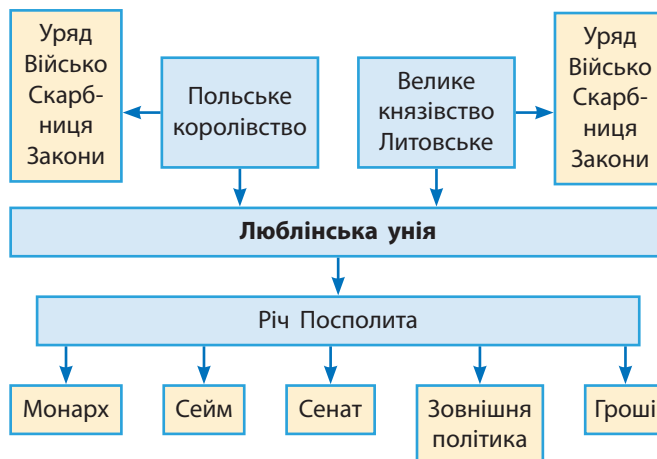 Уряд
Військо
Скарб-
ниця
Закони
Польське
королівство
Велике
князівство
Литовське
Уряд
Військо
Скарб-
ниця
Закони
Люблінська унія
Річ Посполита
Монарх
Сейм
Сенат
Зовнішня
політика
Гроші